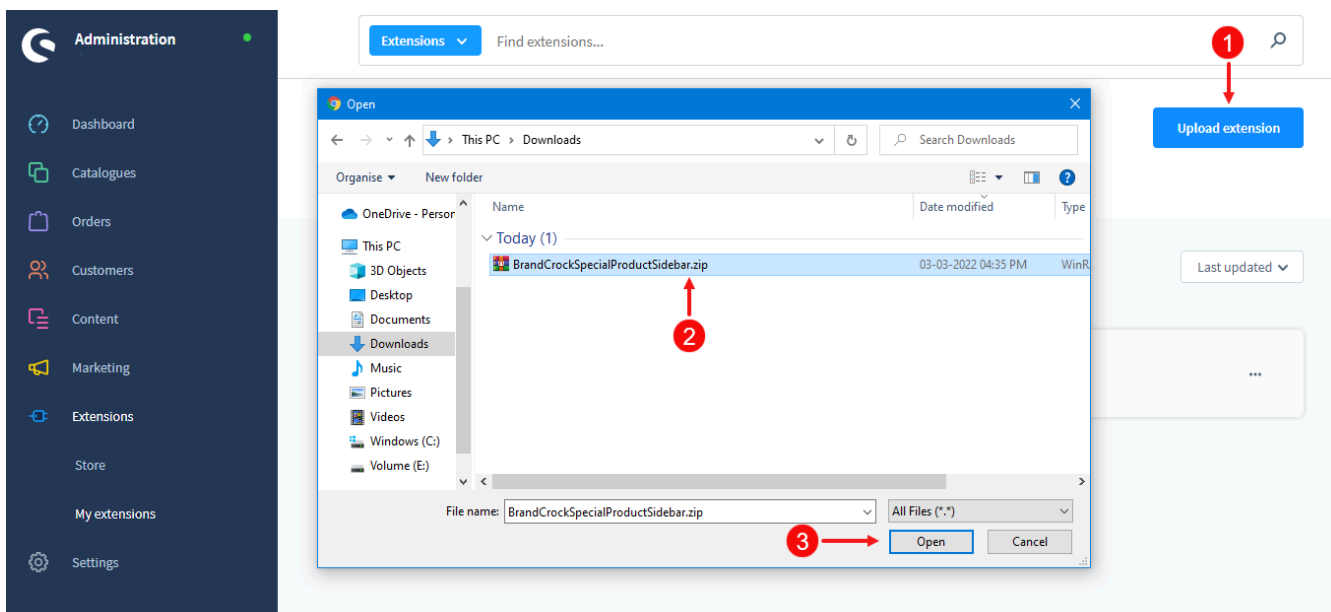 Administration
Extensions
Find extensions...
1
Upload extension
Dashboard
Catalogues
Orders
Customers
Content
Marketing
Extensions
Store
My extensions
Settings
Open
This PC > Downloads
Search Downloads
Organise
New folder
?
OneDrive - Person
This PC
3D Objects
Desktop
Documents
Downloads
Music
Pictures
Videos
Windows (C:)
Volume (E:)
Name
Date modified
Type
Today (1)
BrandCrockSpecialProductSidebar.zip
03-03-2022 04:35 PM
WinR
2
File name:
BrandCrockSpecialProductSidebar.zip
All Files (*.*)
3
Open
Cancel
Last updated
...